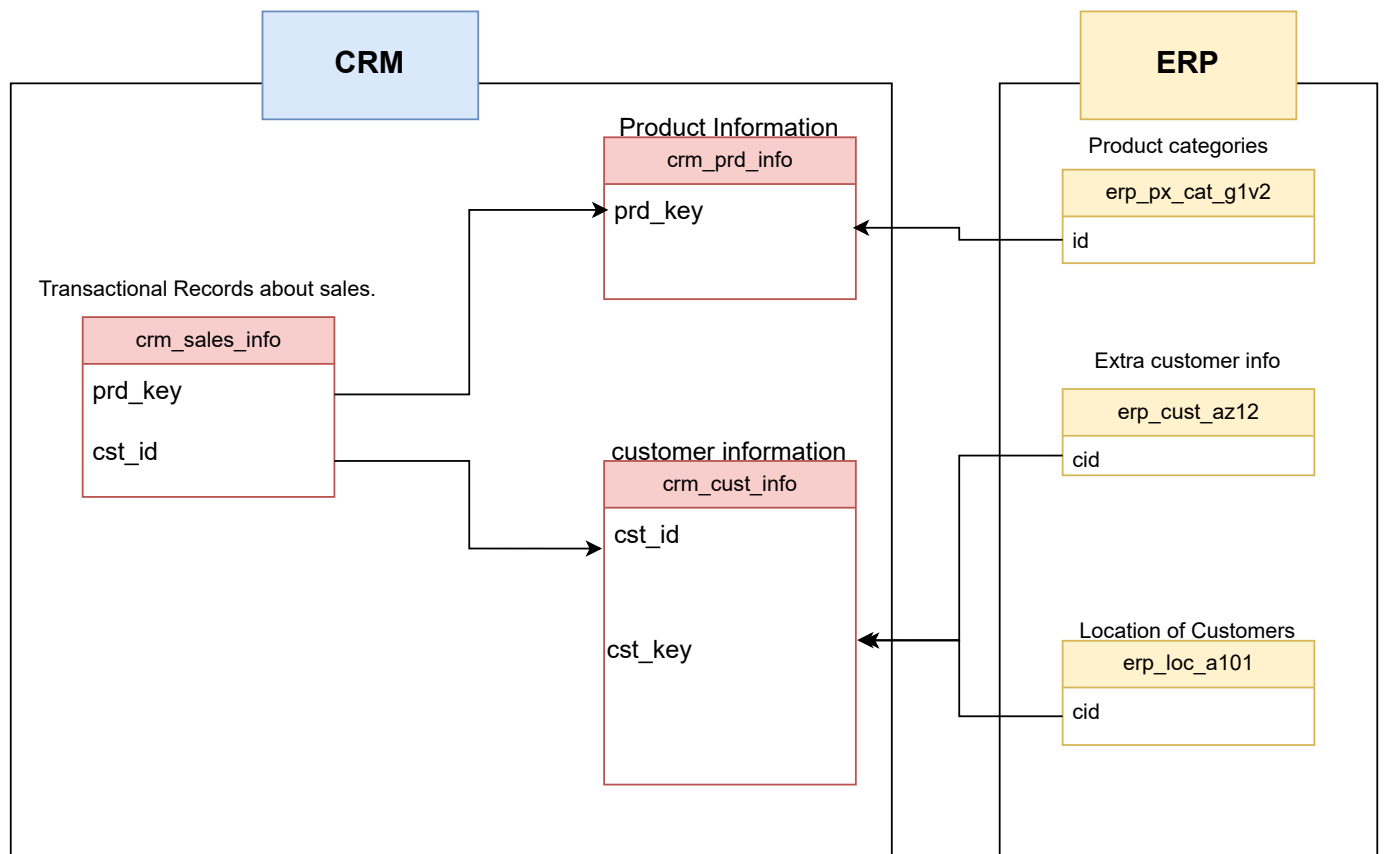 CRM
ERP
Product Information
crm_prd_info
prd_key
Product categories
erp_px_cat_g1v2
id
Transactional Records about sales.
crm_sales_info
prd_key
cst_id
customer information
crm_cust_info
cst_id
cst_key
Extra customer info
erp_cust_az12
cid
Location of Customers
erp_loc_a101
cid